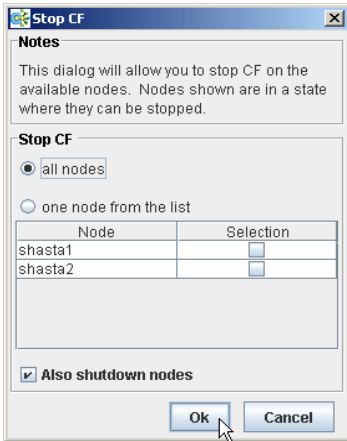 Stop CF
Notes
This dialog will allow you to stop CF on the
available nodes. Nodes shown are in a state
where they can be stopped.
Stop CF
all nodes
one node from the list
Node Selection
shasta1
shasta2
Also shutdown nodes
Ok Cancel